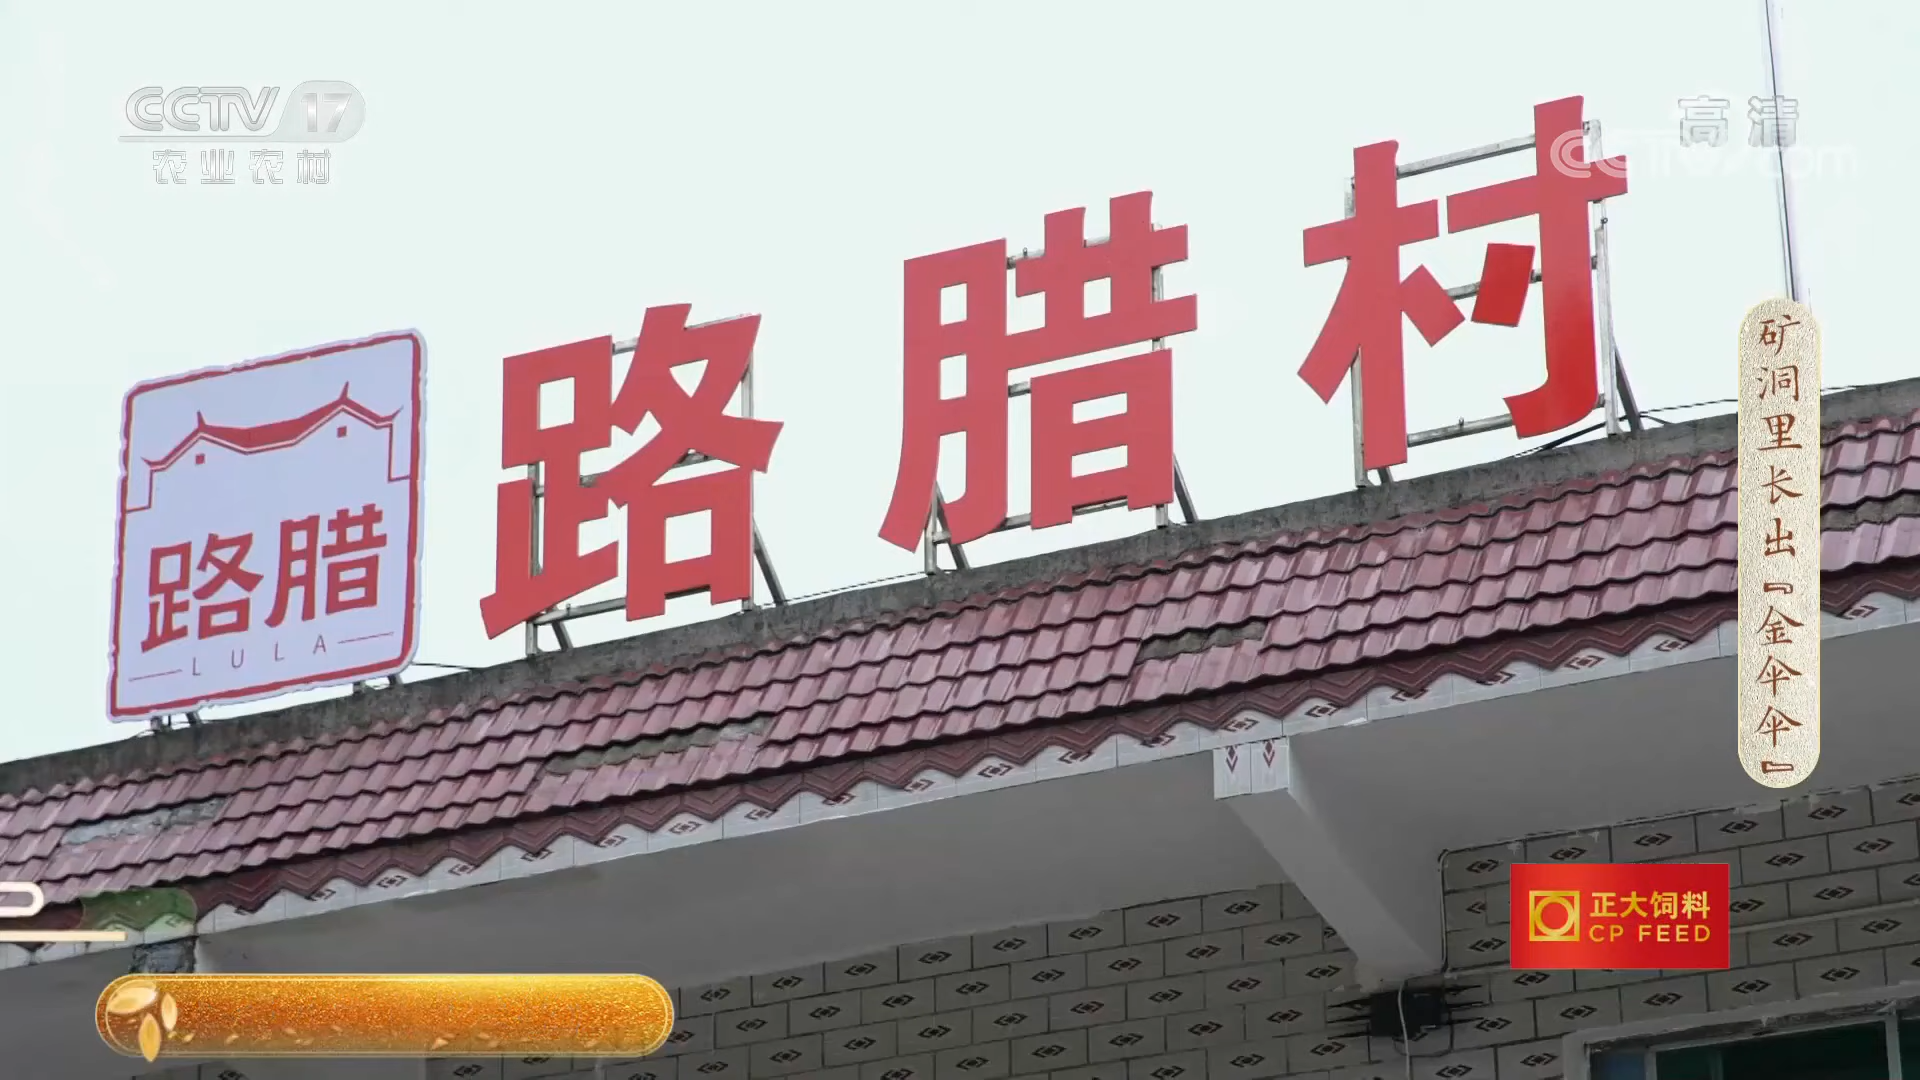 CCTV 17
农业农村
高清
CCTV.com
路腊村
路腊
LULA
矿洞里长出『金伞伞』
正大饲料
CP FEED